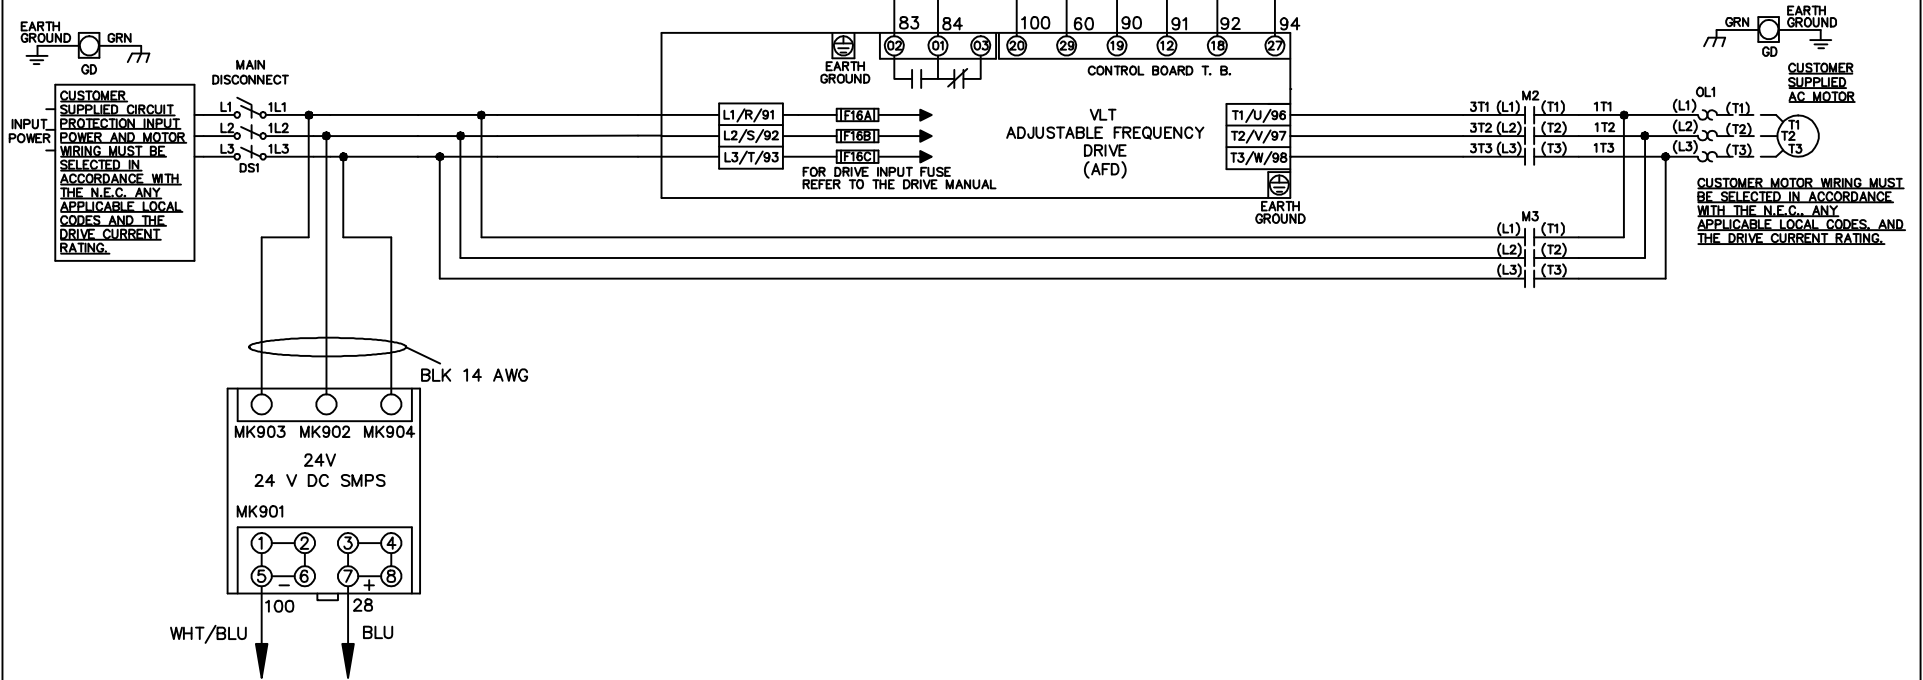 83 84 100 60 90 91 92 94
02 01 03 20 29 19 12 18 27
EARTH
GROUND
GRN
GD
EARTH
GROUND
CONTROL BOARD T. B.
GRN
EARTH
GROUND
GD
INPUT
POWER
CUSTOMER
SUPPLIED CIRCUIT
PROTECTION INPUT
POWER AND MOTOR
WIRING MUST BE
SELECTED IN
ACCORDANCE WITH
THE N.E.C. ANY
APPLICABLE LOCAL
CODES AND THE
DRIVE CURRENT
RATING.
MAIN
DISCONNECT
L1 1L1
L2 1L2
L3 1L3
DS1
L1/R/91 IF16A
L2/S/92 IF16B
L3/T/93 IF16C
FOR DRIVE INPUT FUSE
REFER TO THE DRIVE MANUAL
VLT
ADJUSTABLE FREQUENCY
DRIVE
(AFD)
T1/U/96
T2/V/97
T3/W/98
EARTH
GROUND
M2
3T1 (L1) (T1) 1T1
3T2 (L2) (T2) 1T2
3T3 (L3) (T3) 1T3
OL1
(L1) (T1)
(L2) (T2)
(L3) (T3)
T1
T2
T3
CUSTOMER
SUPPLIED
AC MOTOR
CUSTOMER MOTOR WIRING MUST
BE SELECTED IN ACCORDANCE
WITH THE N.E.C., ANY
APPLICABLE LOCAL CODES, AND
THE DRIVE CURRENT RATING.
M3
(L1) (T1)
(L2) (T2)
(L3) (T3)
BLK 14 AWG
MK903 MK902 MK904
24V
24 V DC SMPS
MK901
1 2 3 4
5 6 7 8
− +
100 28
WHT/BLU BLU